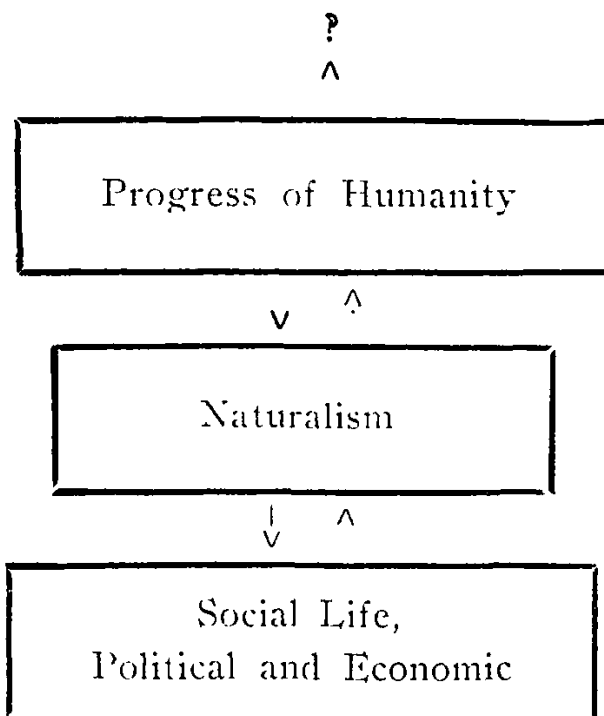 ?
Progress of Humanity
Naturalism
Social Life,
Political and Economic